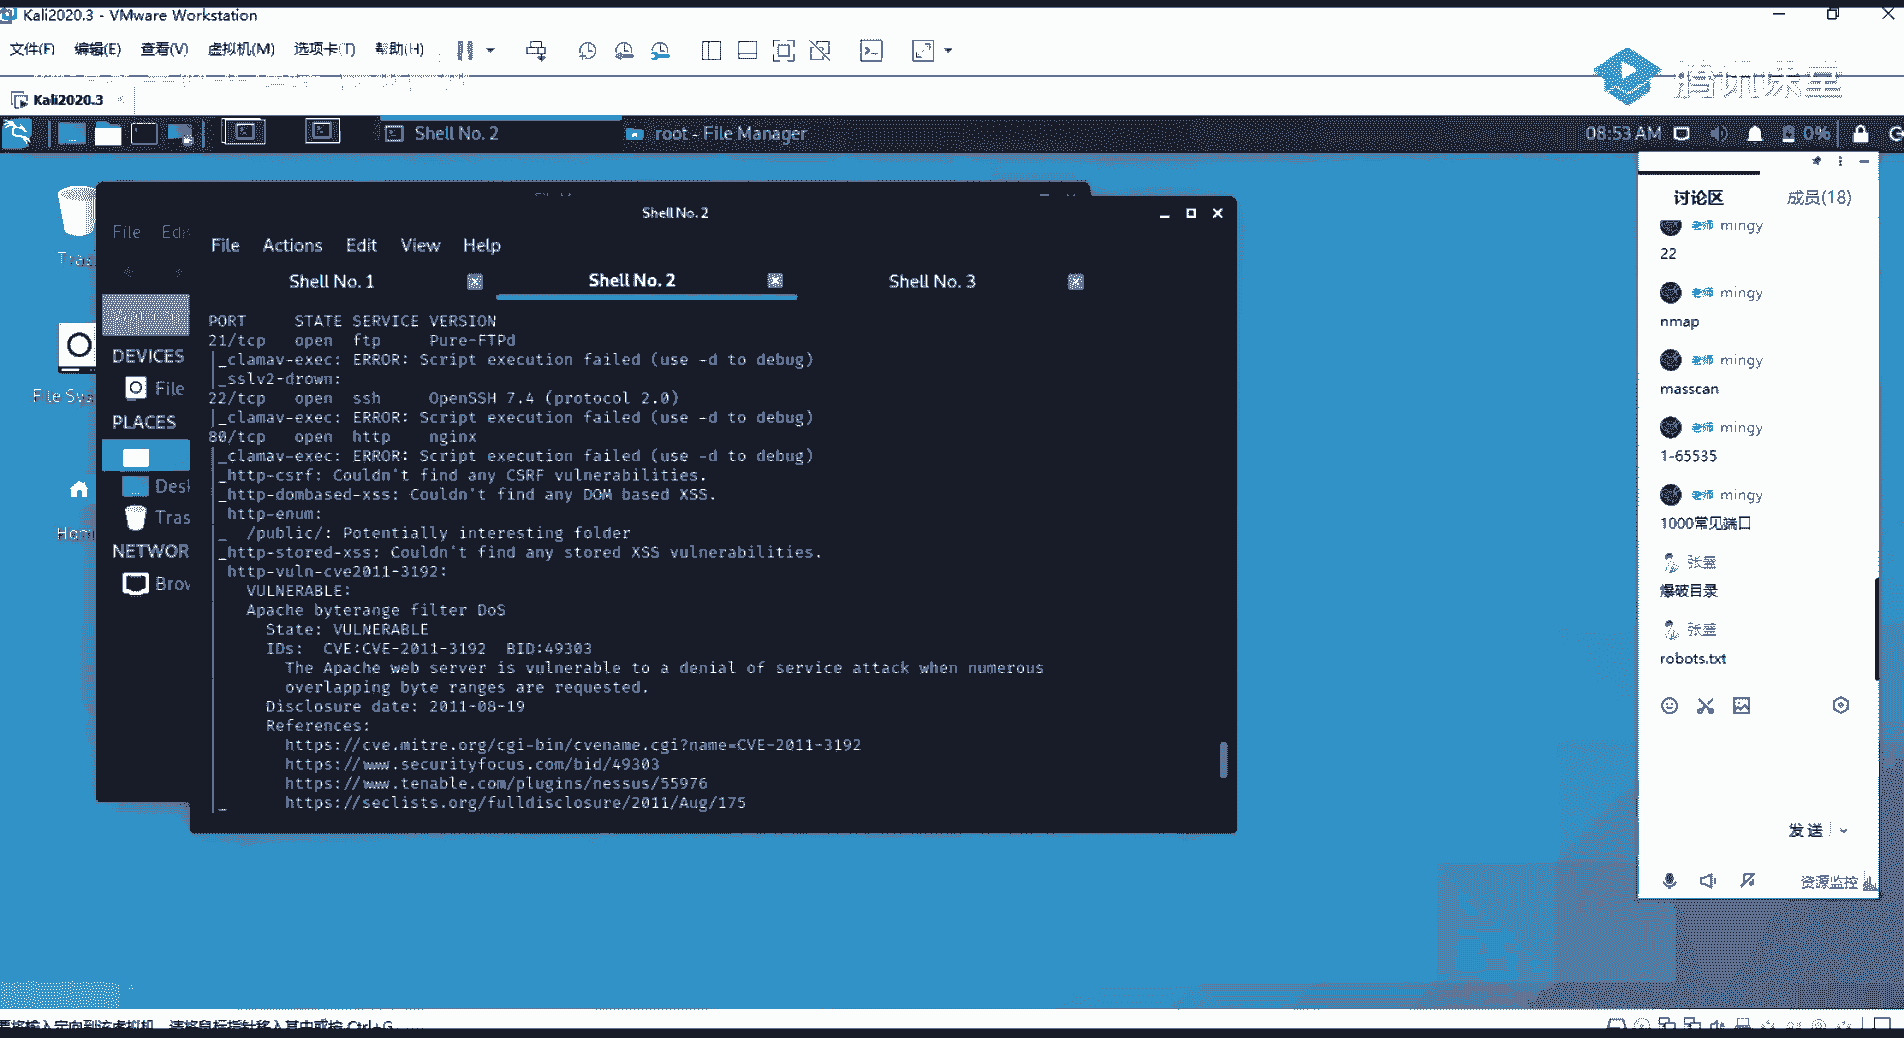 Kali2020.3 - VMware Workstation
文件(F) 编辑(E) 查看(V) 虚拟机(M) 选项卡(T) 帮助(H)
腾讯课堂
Kali2020.3
Shell No. 2
root - File Manager
08:53 AM
0%
讨论区 成员(18)
老师 mingy
22
老师 mingy
nmap
老师 mingy
masscan
老师 mingy
1-65535
老师 mingy
1000常见端口
张鉴
爆破目录
张鉴
robots.txt
发送
资源监控
File Sys
Home
File Edi
DEVICES
File
PLACES
Desk
Tras
NETWOR
Brow
Shell No. 2
File Actions Edit View Help
Shell No. 1 Shell No. 2 Shell No. 3
PORT STATE SERVICE VERSION
21/tcp open ftp Pure-FTPd
|_clamav-exec: ERROR: Script execution failed (use -d to debug)
|_sslv2-drown:
22/tcp open ssh OpenSSH 7.4 (protocol 2.0)
|_clamav-exec: ERROR: Script execution failed (use -d to debug)
80/tcp open http nginx
|_clamav-exec: ERROR: Script execution failed (use -d to debug)
|_http-csrf: Couldn't find any CSRF vulnerabilities.
|_http-dombased-xss: Couldn't find any DOM based XSS.
| http-enum:
|_ /public/: Potentially interesting folder
|_http-stored-xss: Couldn't find any stored XSS vulnerabilities.
| http-vuln-cve2011-3192:
| VULNERABLE:
| Apache byterange filter DoS
| State: VULNERABLE
| IDs: CVE:CVE-2011-3192 BID:49303
| The Apache web server is vulnerable to a denial of service attack when numerous
| overlapping byte ranges are requested.
| Disclosure date: 2011-08-19
| References:
| https://cve.mitre.org/cgi-bin/cvename.cgi?name=CVE-2011-3192
| https://www.securityfocus.com/bid/49303
| https://www.tenable.com/plugins/nessus/55976
|_ https://seclists.org/fulldisclosure/2011/Aug/175
要将输入定向到该虚拟机，请将鼠标指针移入其中或按 Ctrl+G。